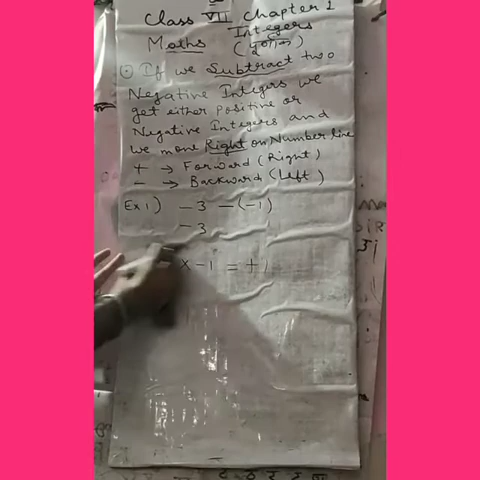 Class VII Chapter 1
Maths Integers
If we Subtract two
Negative Integers we
get either Positive or
Negative Integers and
we move Right on Number line
+ → Forward (Right)
- → Backward (Left)
Ex 1) -3 -(-1)
-3
x -1 = +1